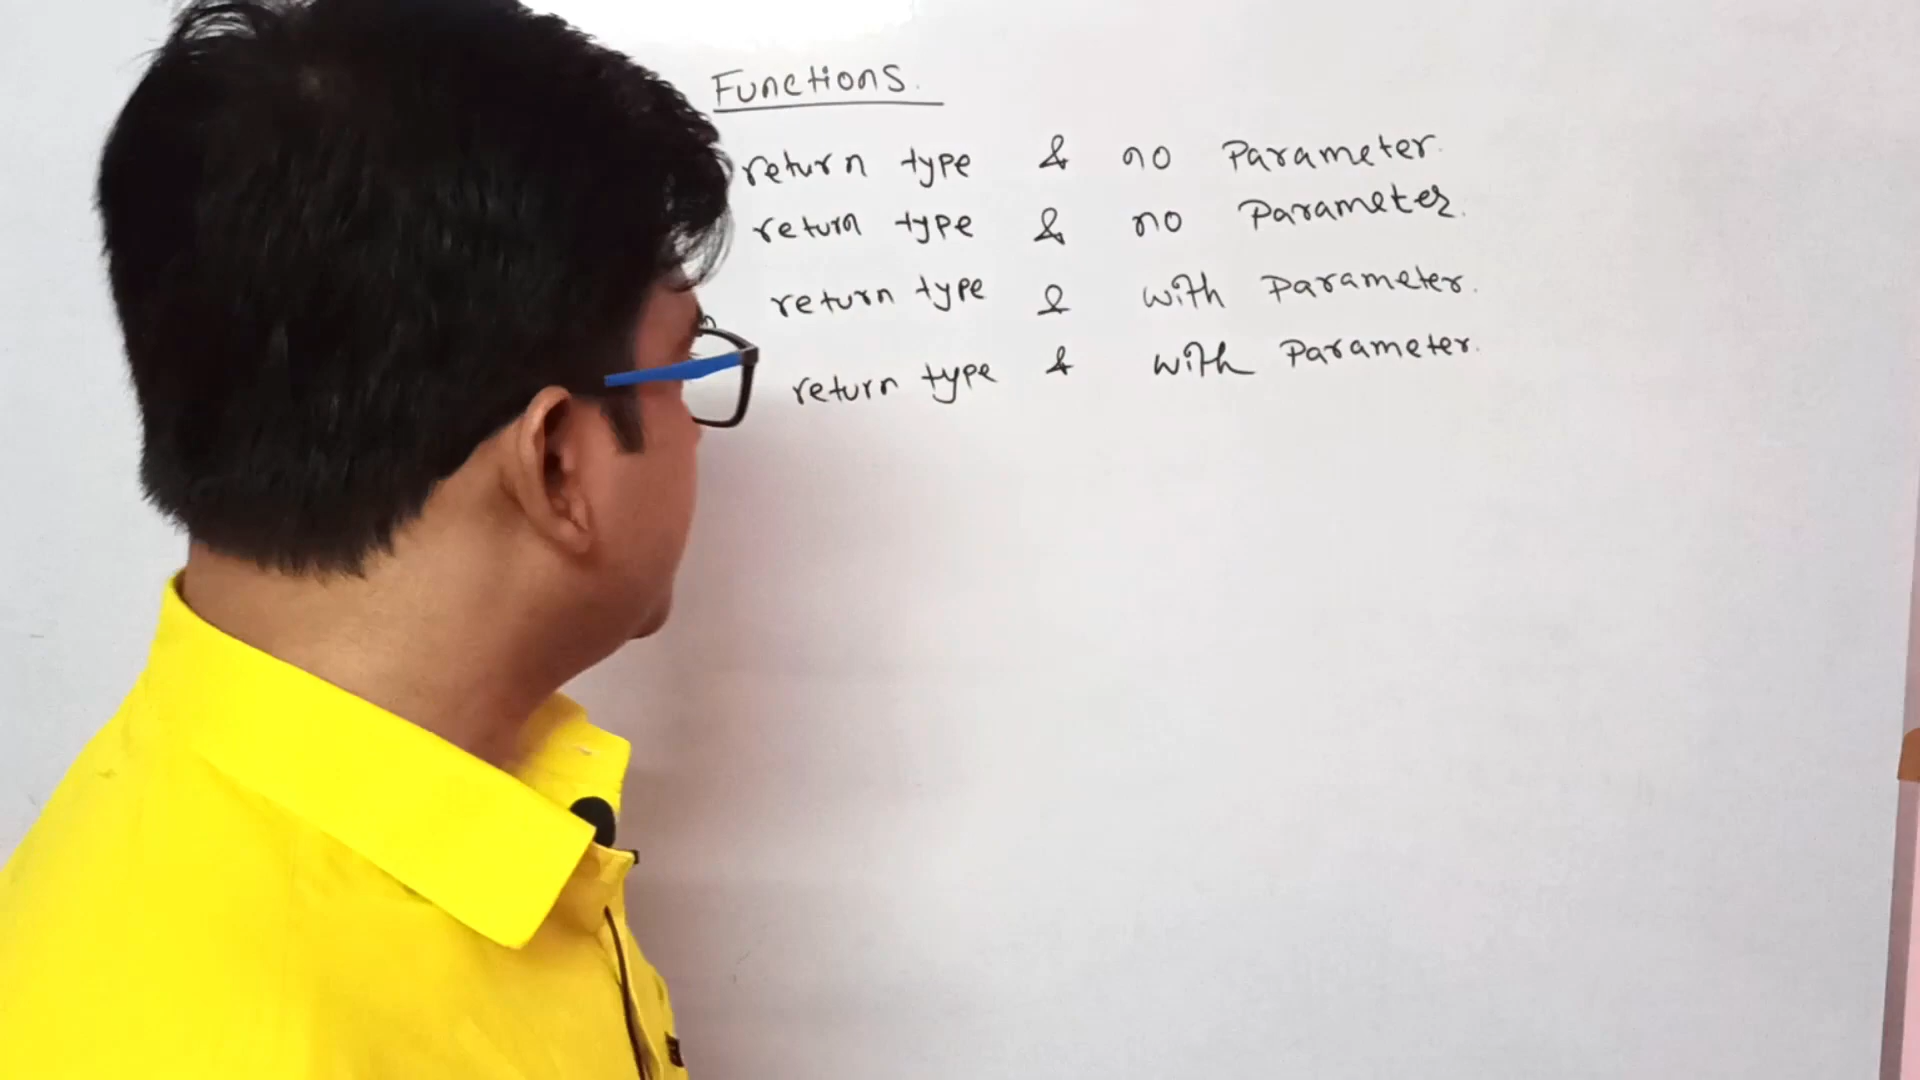 Functions.
return type & no Parameter.
return type & no Parameter.
return type & with Parameter.
return type & with Parameter.